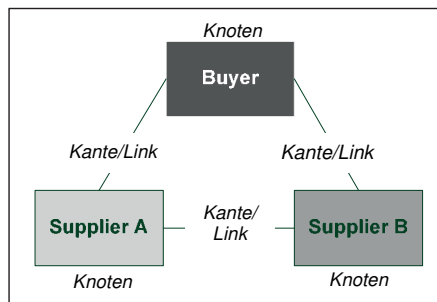 Knoten
Buyer
Kante/Link
Kante/Link
Kante/
Link
Supplier A
Supplier B
Knoten
Knoten